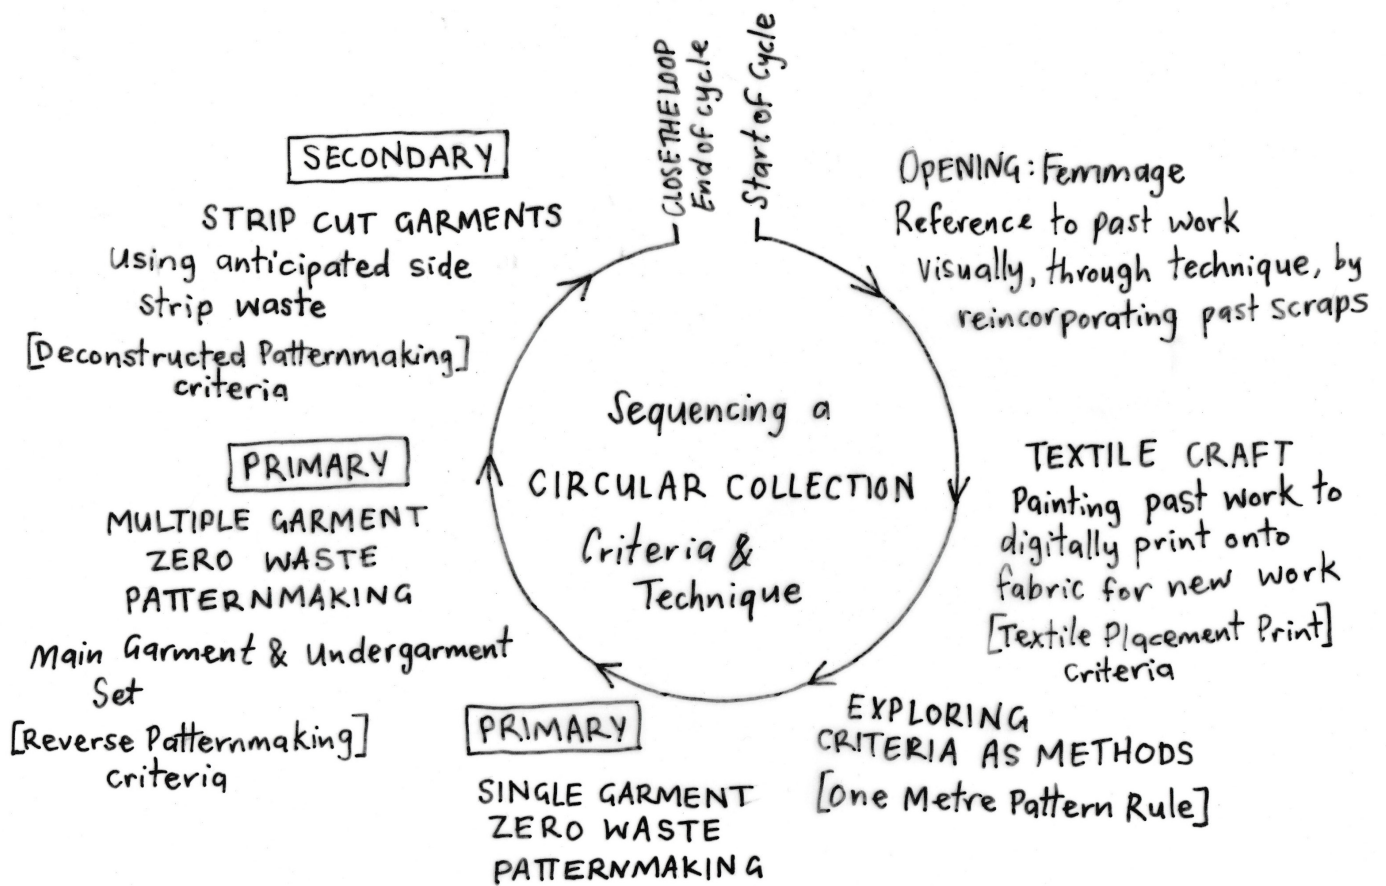 CLOSE THE LOOP
End of cycle
Start of Cycle
OPENING: Femmage
Reference to past work
visually, through technique, by
reincorporating past scraps
TEXTILE CRAFT
Painting past work to
digitally print onto
fabric for new work
[Textile Placement Print]
criteria
EXPLORING
CRITERIA AS METHODS
[One Metre Pattern Rule]
PRIMARY
SINGLE GARMENT
ZERO WASTE
PATTERNMAKING
PRIMARY
MULTIPLE GARMENT
ZERO WASTE
PATTERNMAKING
Main Garment & Undergarment
Set
[Reverse Patternmaking]
criteria
SECONDARY
STRIP CUT GARMENTS
Using anticipated side
strip waste
[Deconstructed Patternmaking]
criteria
Sequencing a
CIRCULAR COLLECTION
Criteria &
Technique